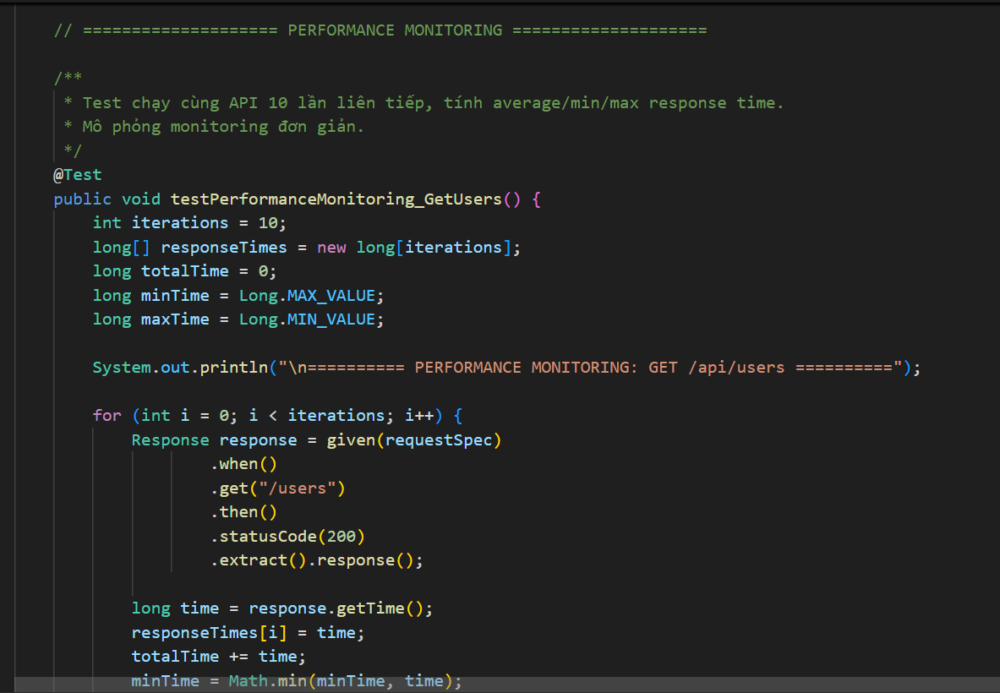 // ==================== PERFORMANCE MONITORING ====================
/**
* Test chạy cùng API 10 lần liên tiếp, tính average/min/max response time.
* Mô phỏng monitoring đơn giản.
*/
@Test
public void testPerformanceMonitoring_GetUsers() {
int iterations = 10;
long[] responseTimes = new long[iterations];
long totalTime = 0;
long minTime = Long.MAX_VALUE;
long maxTime = Long.MIN_VALUE;
System.out.println("\n========== PERFORMANCE MONITORING: GET /api/users ==========");
for (int i = 0; i < iterations; i++) {
Response response = given(requestSpec)
.when()
.get("/users")
.then()
.statusCode(200)
.extract().response();
long time = response.getTime();
responseTimes[i] = time;
totalTime += time;
minTime = Math.min(minTime, time);